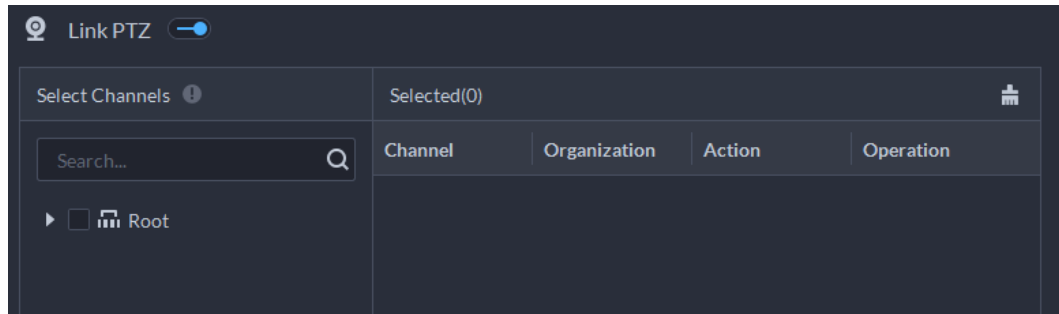 Link PTZ
Select Channels
Selected(0)
Search...
Channel Organization Action Operation
Root